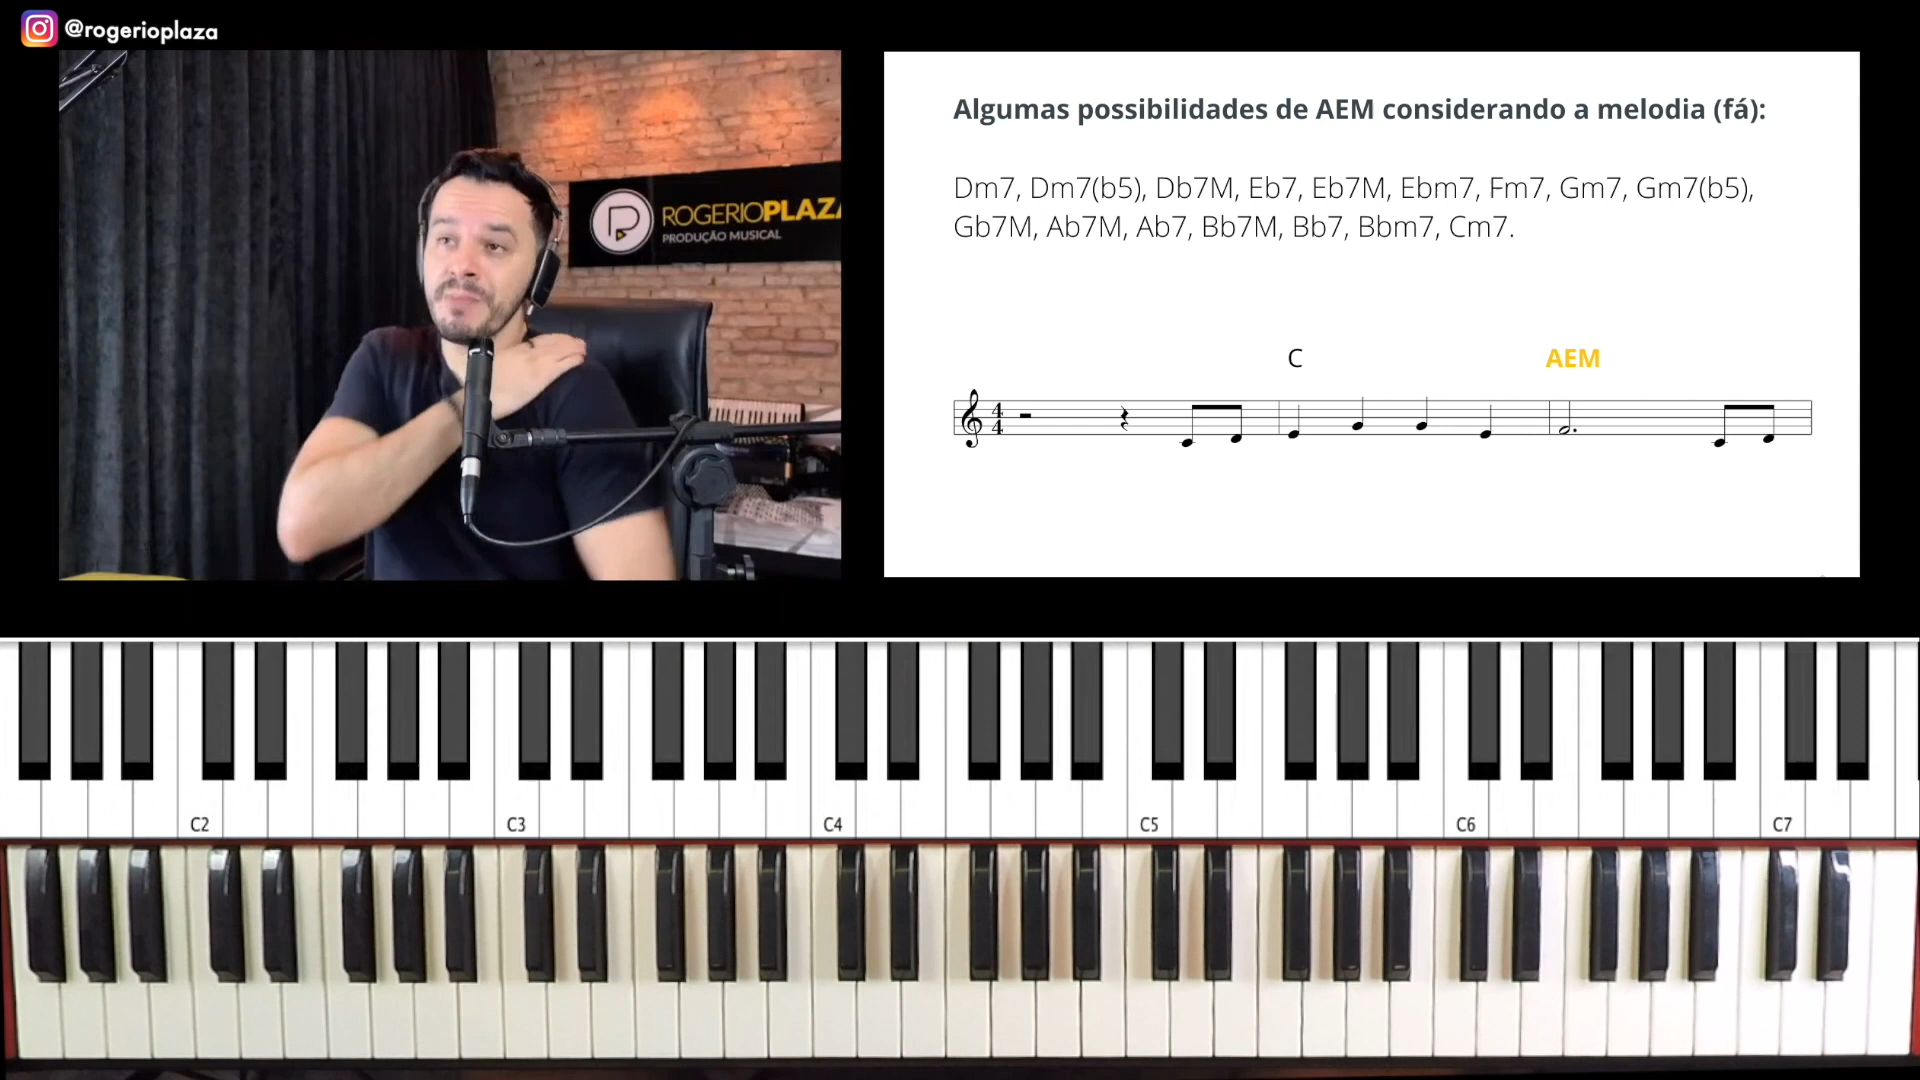 @rogerioplaza
ROGERIOPLAZA
PRODUÇÃO MUSICAL
Algumas possibilidades de AEM considerando a melodia (fá):
Dm7, Dm7(b5), Db7M, Eb7, Eb7M, Ebm7, Fm7, Gm7, Gm7(b5),
Gb7M, Ab7M, Ab7, Bb7M, Bb7, Bbm7, Cm7.
C AEM
4
4
C2 C3 C4 C5 C6 C7